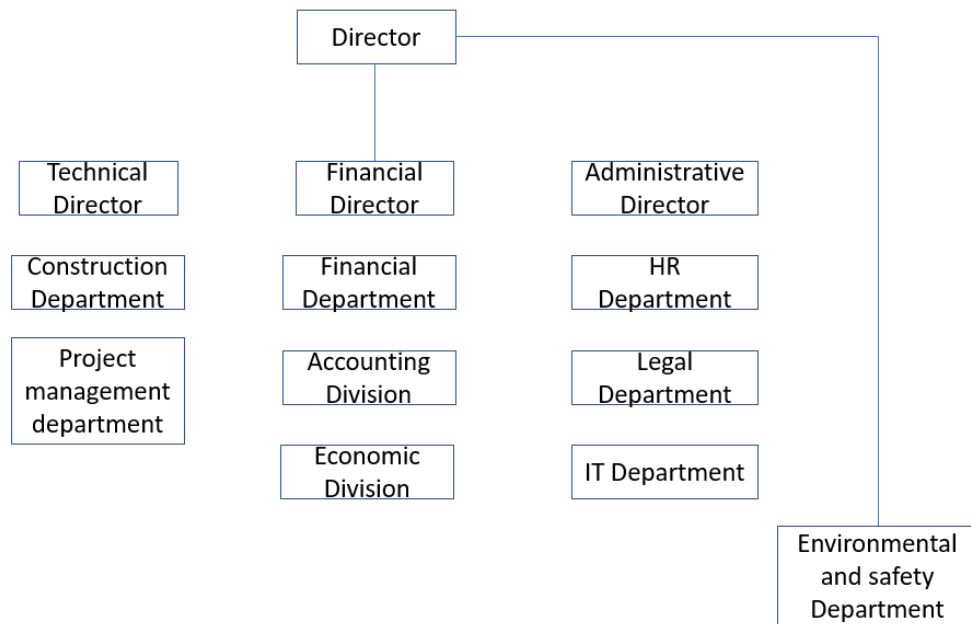 Director
Technical
Director
Financial
Director
Administrative
Director
Construction
Department
Financial
Department
HR
Department
Project
management
department
Accounting
Division
Legal
Department
Economic
Division
IT Department
Environmental
and safety
Department